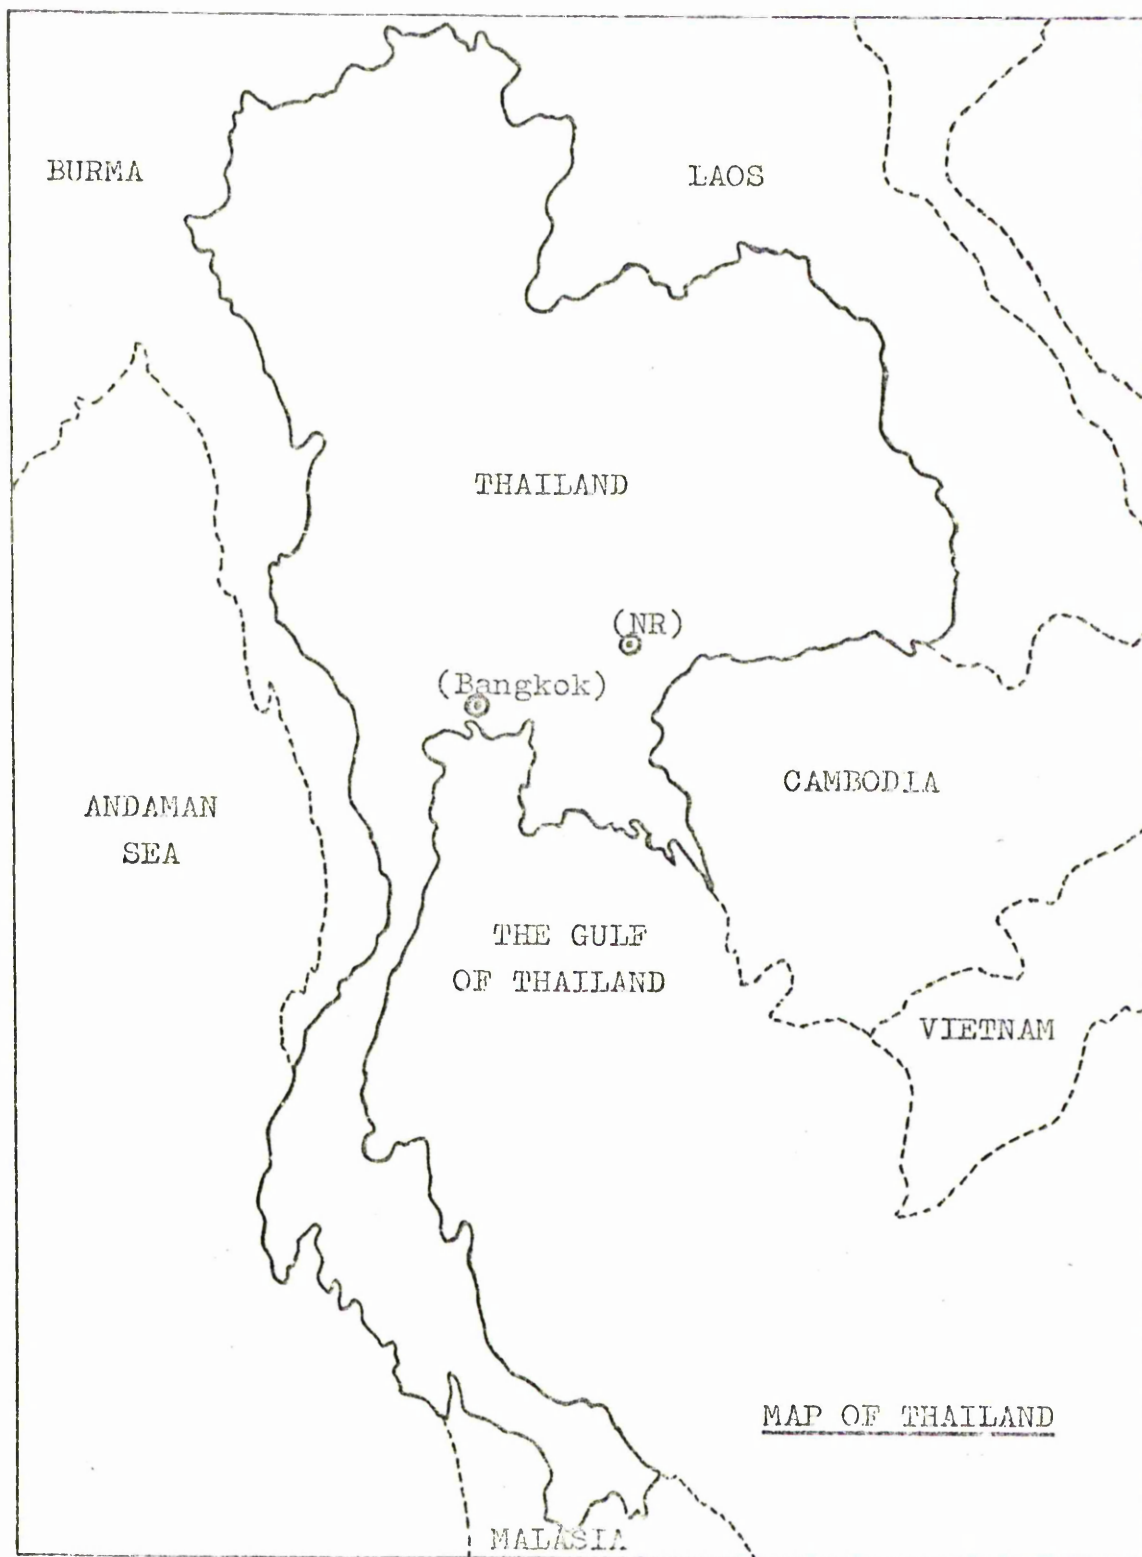 BURMA
LAOS
THAILAND
(NR)
(Bangkok)
CAMBODIA
ANDAMAN
SEA
THE GULF
OF THAILAND
VIETNAM
MAP OF THAILAND
MALASIA